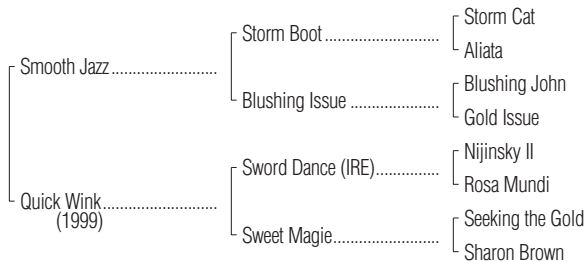 Storm Cat
Storm Boot
Aliata
Smooth Jazz
Blushing John
Blushing Issue
Gold Issue
Nijinsky II
Sword Dance (IRE)
Rosa Mundi
Quick Wink
(1999)
Seeking the Gold
Sweet Magie
Sharon Brown